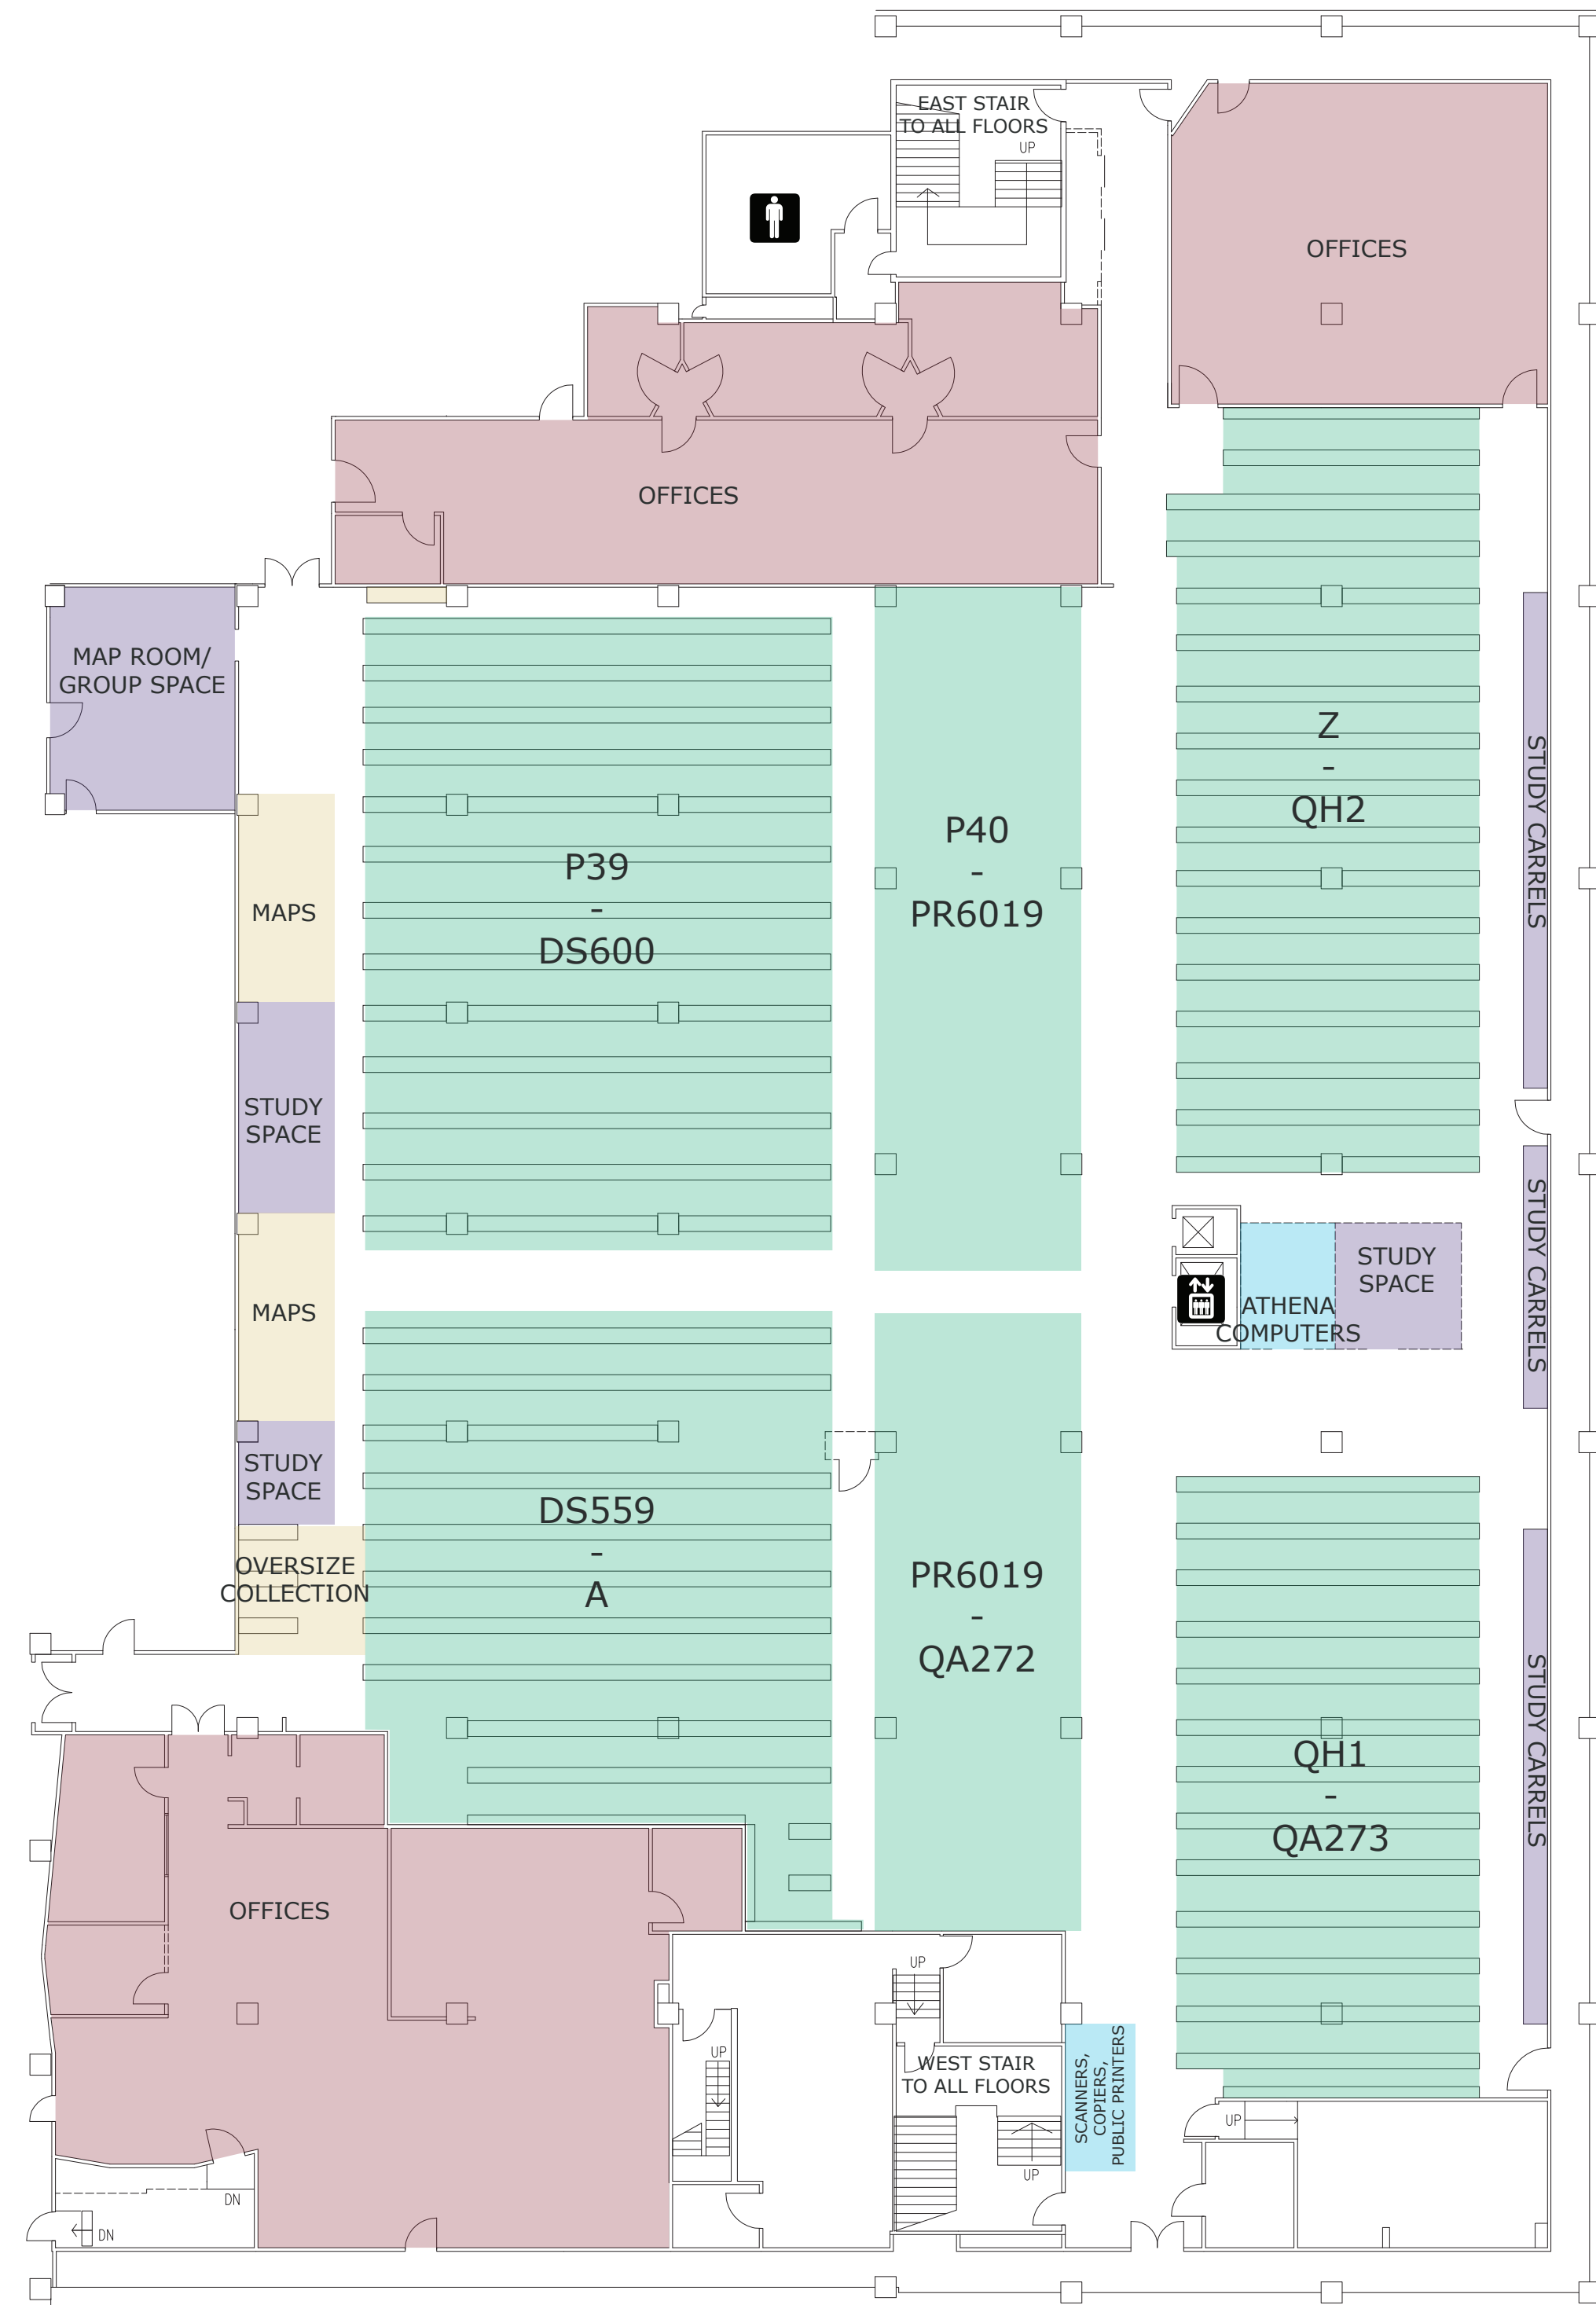 EAST STAIR
TO ALL FLOORS
UP
OFFICES
OFFICES
MAP ROOM/
GROUP SPACE
MAPS
STUDY
SPACE
MAPS
STUDY
SPACE
OVERSIZE
COLLECTION
P39
-
DS600
P40
-
PR6019
Z
-
QH2
STUDY CARRELS
STUDY CARRELS
STUDY
SPACE
ATHENA
COMPUTERS
DS559
-
A
PR6019
-
QA272
QH1
-
QA273
STUDY CARRELS
OFFICES
UP
UP
WEST STAIR
TO ALL FLOORS
UP
SCANNERS,
COPIERS,
PUBLIC PRINTERS
UP
DN
DN